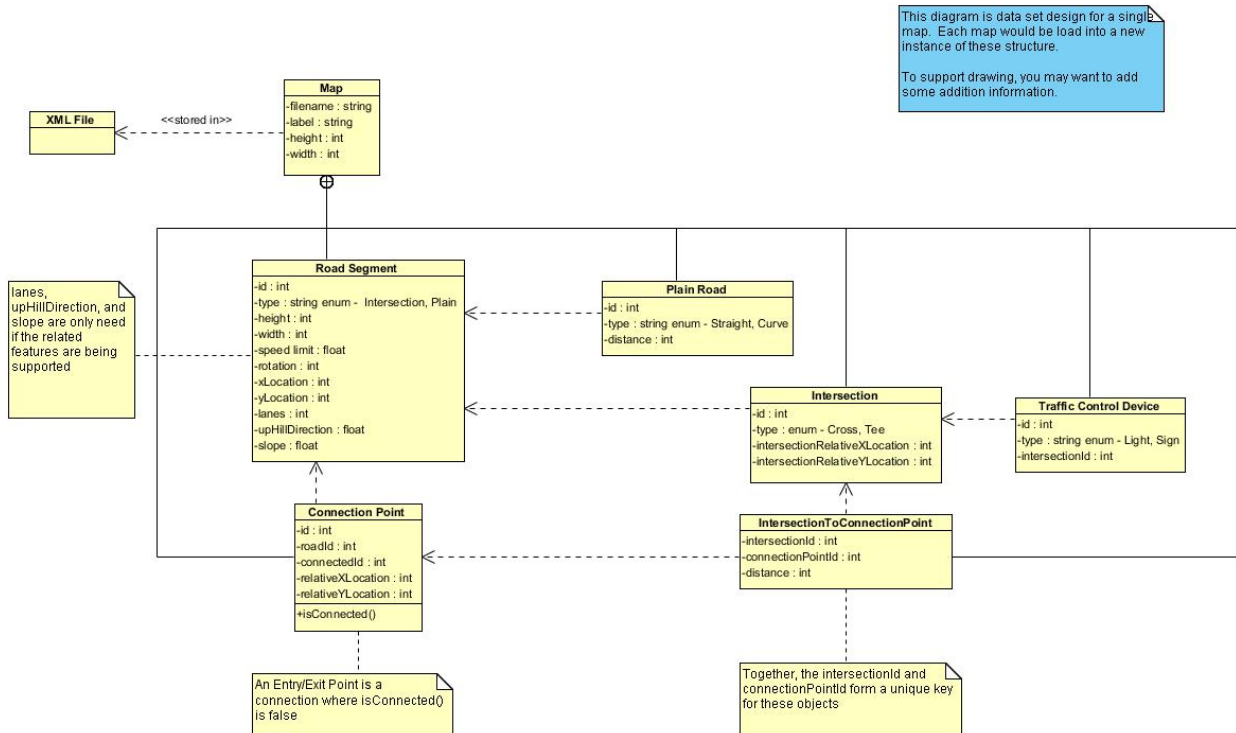 This diagram is data set design for a single
map. Each map would be load into a new
instance of these structure.
To support drawing, you may want to add
some addition information.
Map
-filename : string
-label : string
-height : int
-width : int
XML File
<<stored in>>
Road Segment
-id : int
-type : string enum - Intersection, Plain
-height : int
-width : int
-speed limit : float
-rotation : int
-xLocation : int
-yLocation : int
-lanes : int
-upHillDirection : float
-slope : float
lanes,
upHillDirection, and
slope are only need
if the related
features are being
supported
Plain Road
-id : int
-type : string enum - Straight, Curve
-distance : int
Intersection
-id : int
-type : enum - Cross, Tee
-intersectionRelativeXLocation : int
-intersectionRelativeYLocation : int
Traffic Control Device
-id : int
-type : string enum - Light, Sign
-intersectionId : int
Connection Point
-id : int
-roadId : int
-connectedId : int
-relativeXLocation : int
-relativeYLocation : int
+isConnected()
IntersectionToConnectionPoint
-intersectionId : int
-connectionPointId : int
-distance : int
An Entry/Exit Point is a
connection where isConnected()
is false
Together, the intersectionId and
connectionPointId form a unique key
for these objects